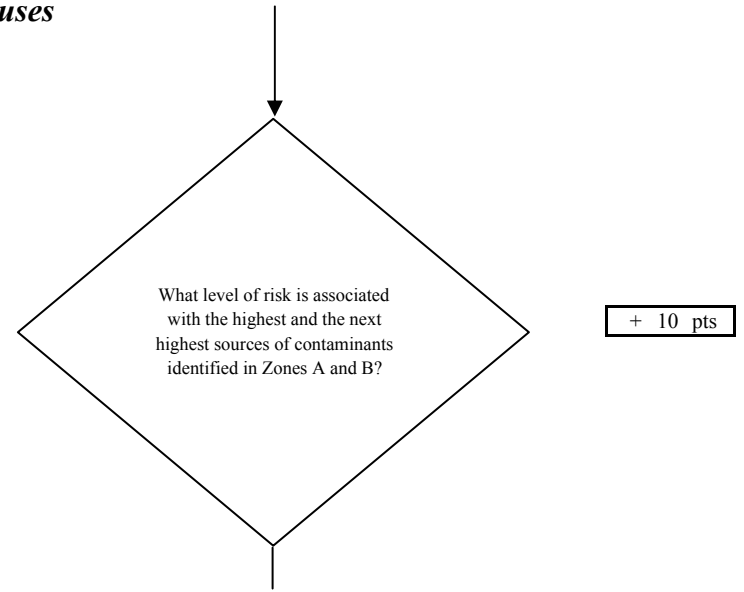 uses
What level of risk is associated
with the highest and the next
+ 10 pts
highest sources of contaminants
identified in Zones A and B?